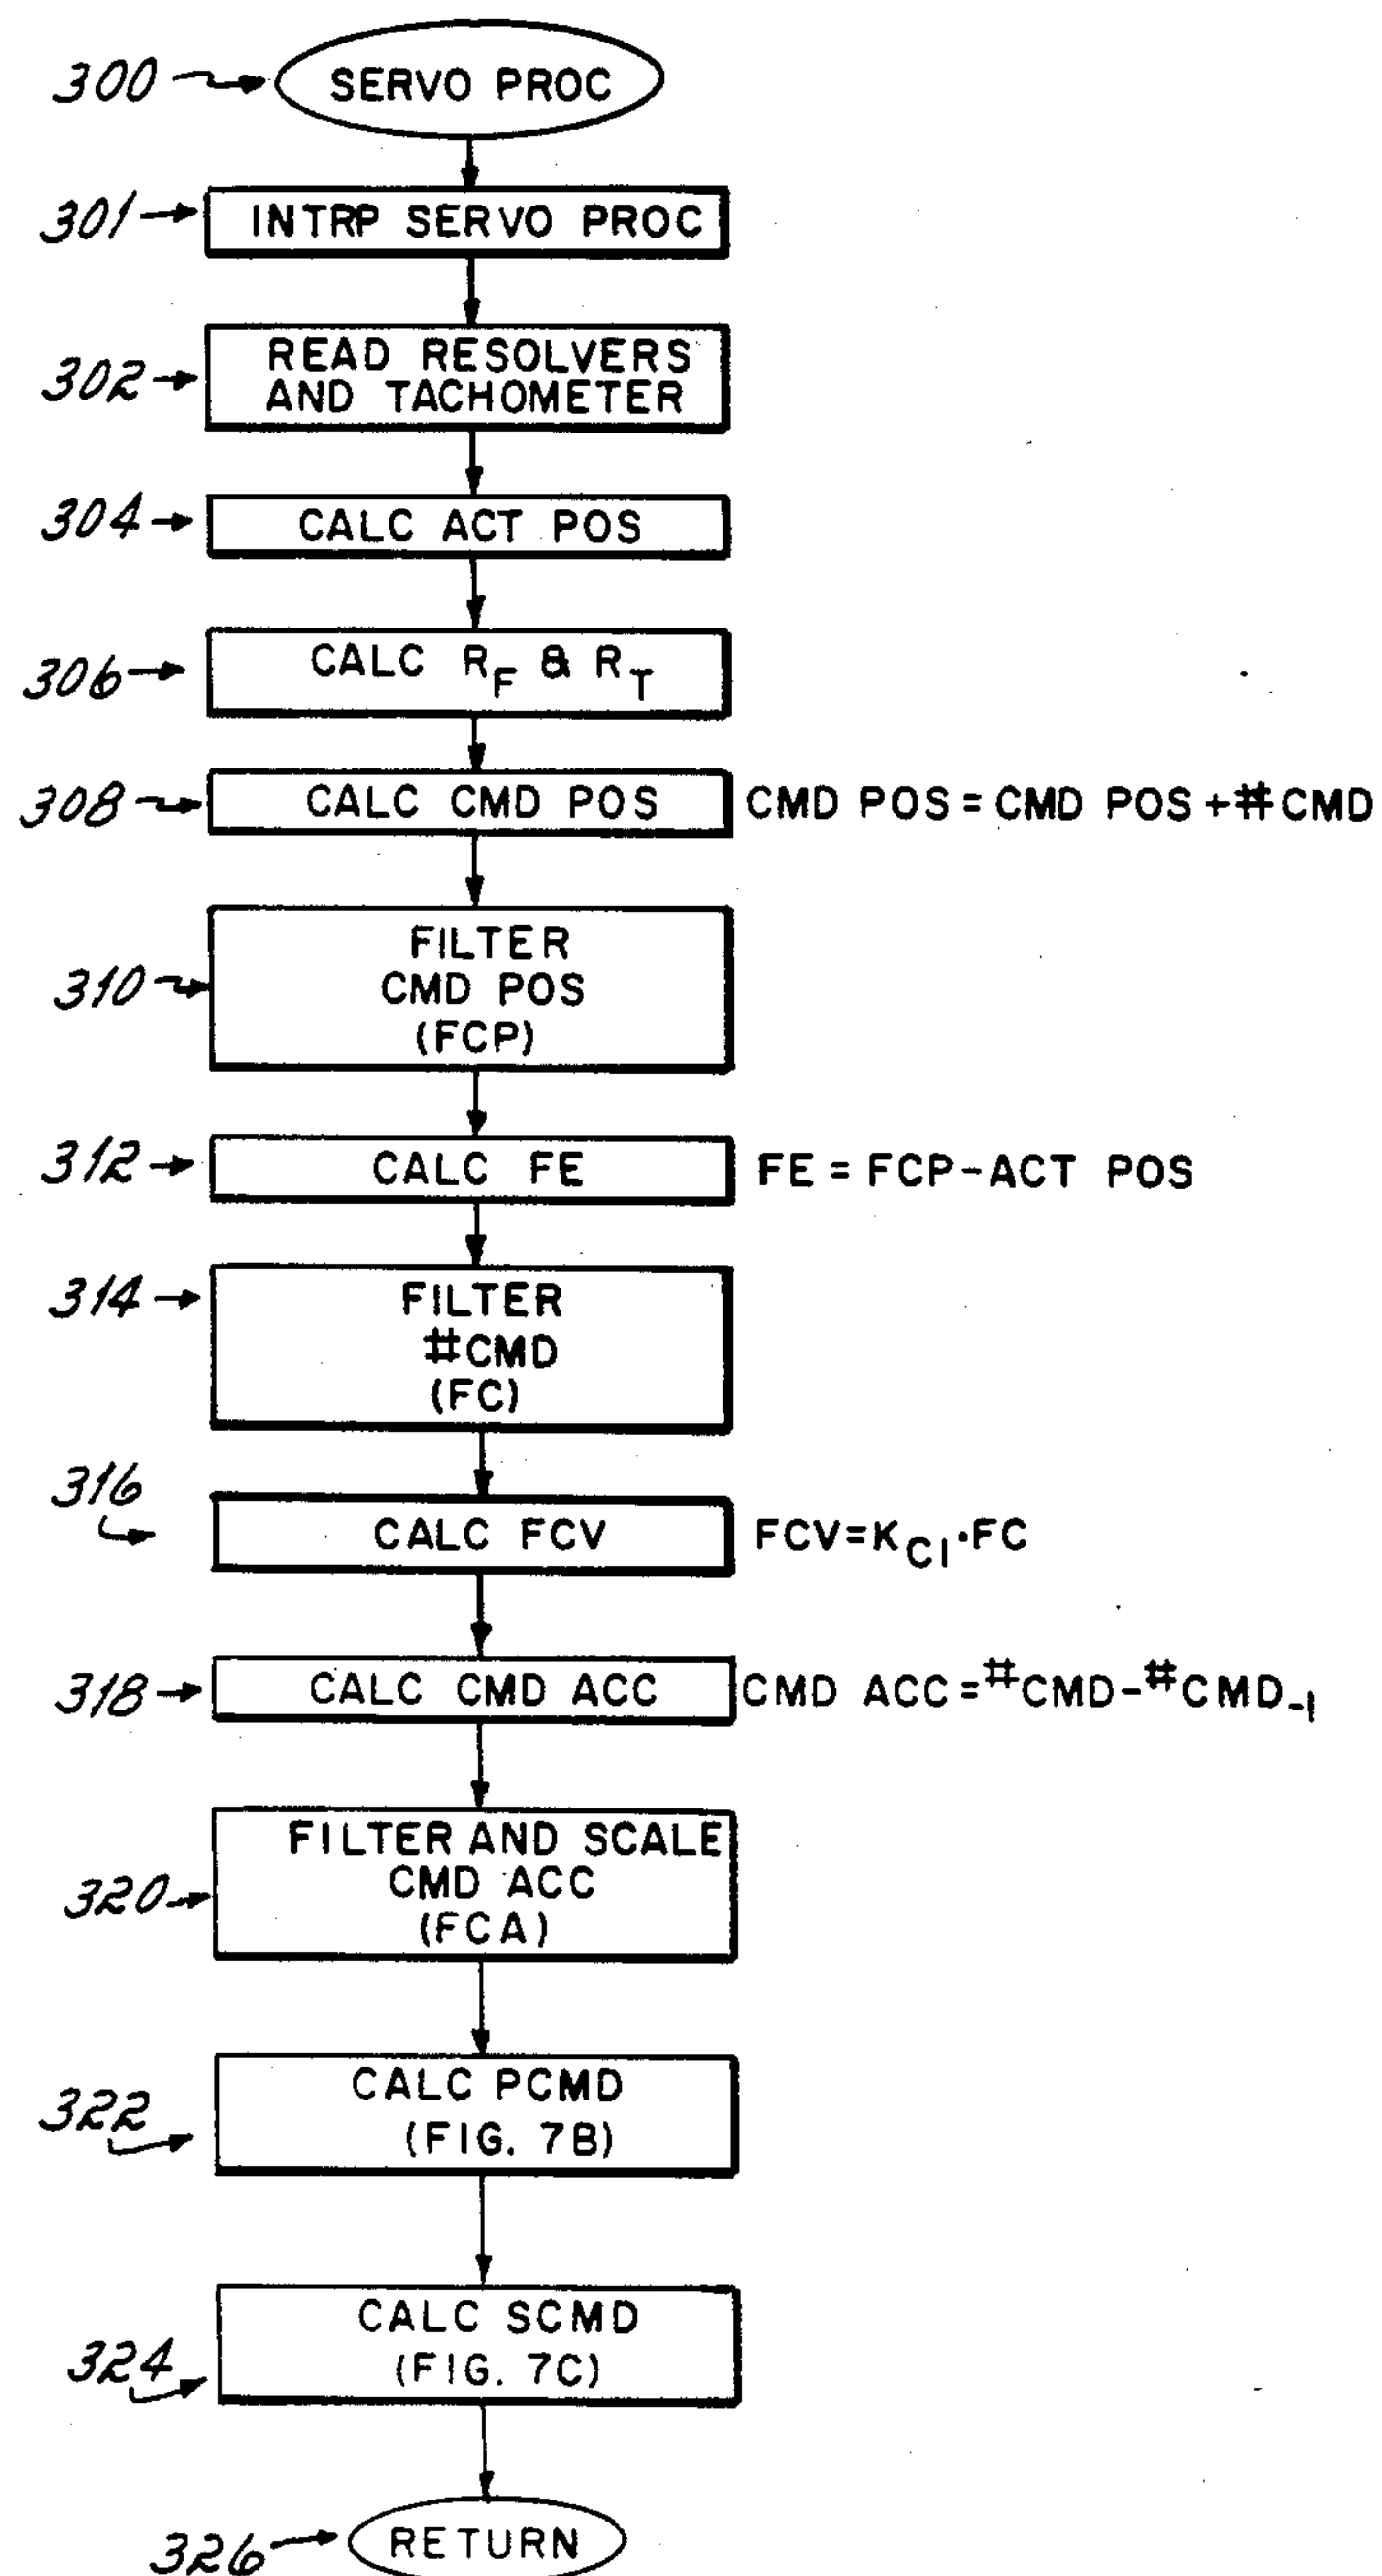 300
SERVO PROC
301
INTRP SERVO PROC
302
READ RESOLVERS
AND TACHOMETER
304
CALC ACT POS
306
CALC R_F & R_T
308
CALC CMD POS
CMD POS = CMD POS + #CMD
310
FILTER
CMD POS
(FCP)
312
CALC FE
FE = FCP-ACT POS
314
FILTER
#CMD
(FC)
316
CALC FCV
FCV=K_C1·FC
318
CALC CMD ACC
CMD ACC=#CMD-#CMD_-1
320
FILTER AND SCALE
CMD ACC
(FCA)
322
CALC PCMD
(FIG. 7B)
324
CALC SCMD
(FIG. 7C)
326
RETURN